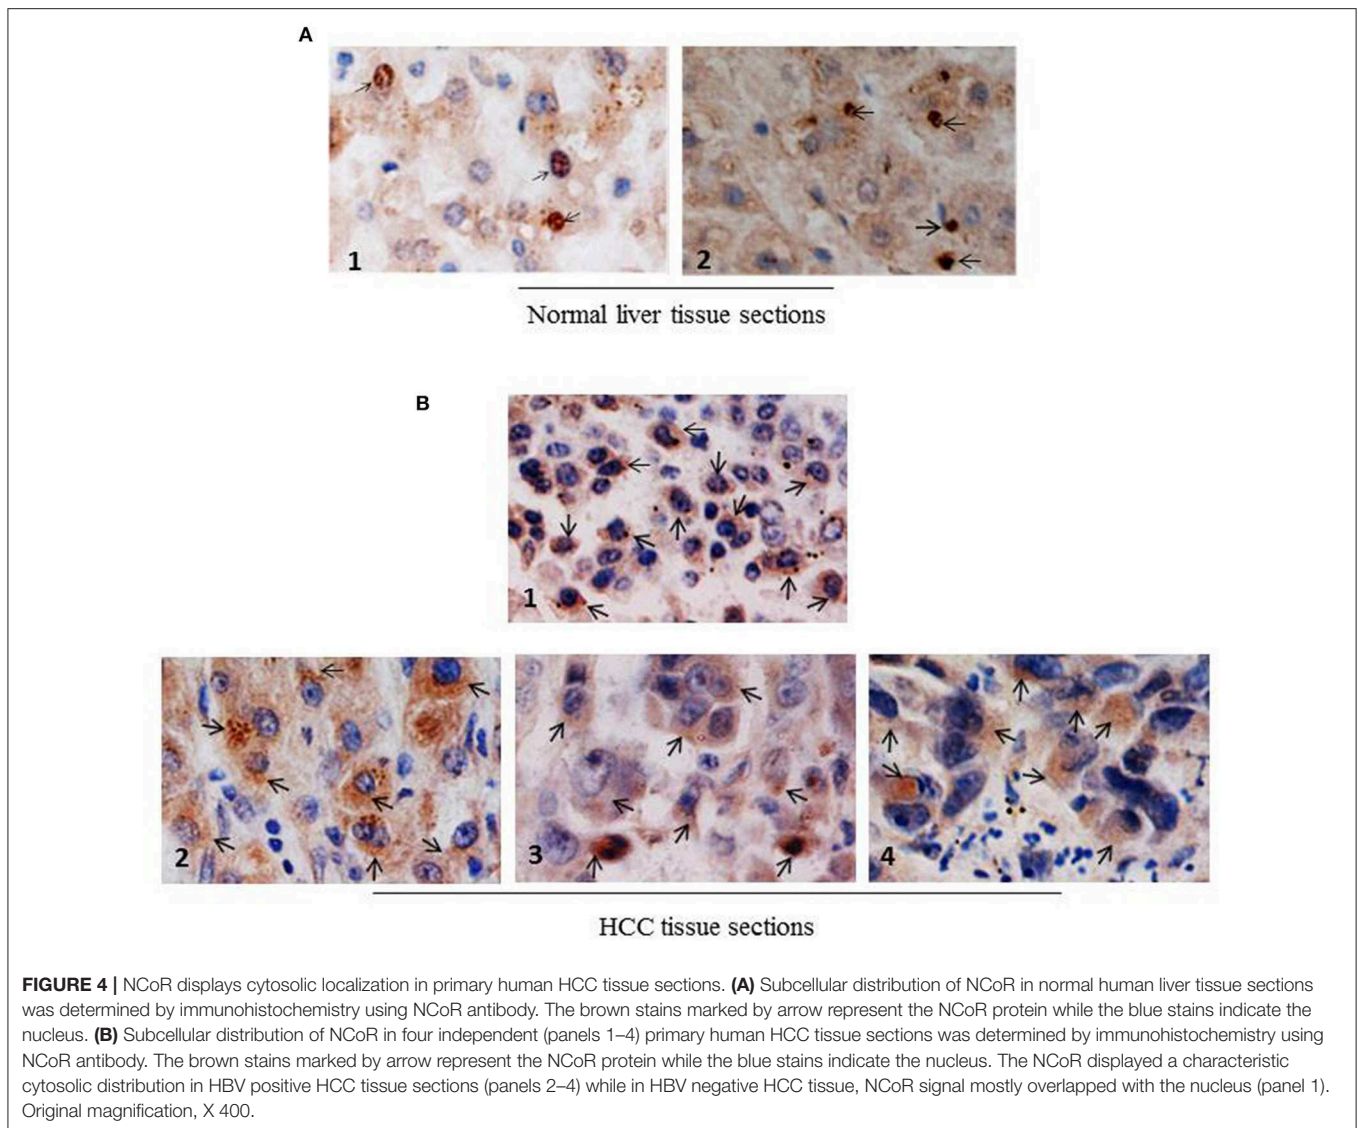 A
1
2
Normal liver tissue sections
B
1
2
3
4
HCC tissue sections
FIGURE 4 | NCoR displays cytosolic localization in primary human HCC tissue sections. (A) Subcellular distribution of NCoR in normal human liver tissue sections
was determined by immunohistochemistry using NCoR antibody. The brown stains marked by arrow represent the NCoR protein while the blue stains indicate the
nucleus. (B) Subcellular distribution of NCoR in four independent (panels 1–4) primary human HCC tissue sections was determined by immunohistochemistry using
NCoR antibody. The brown stains marked by arrow represent the NCoR protein while the blue stains indicate the nucleus. The NCoR displayed a characteristic
cytosolic distribution in HBV positive HCC tissue sections (panels 2–4) while in HBV negative HCC tissue, NCoR signal mostly overlapped with the nucleus (panel 1).
Original magnification, X 400.